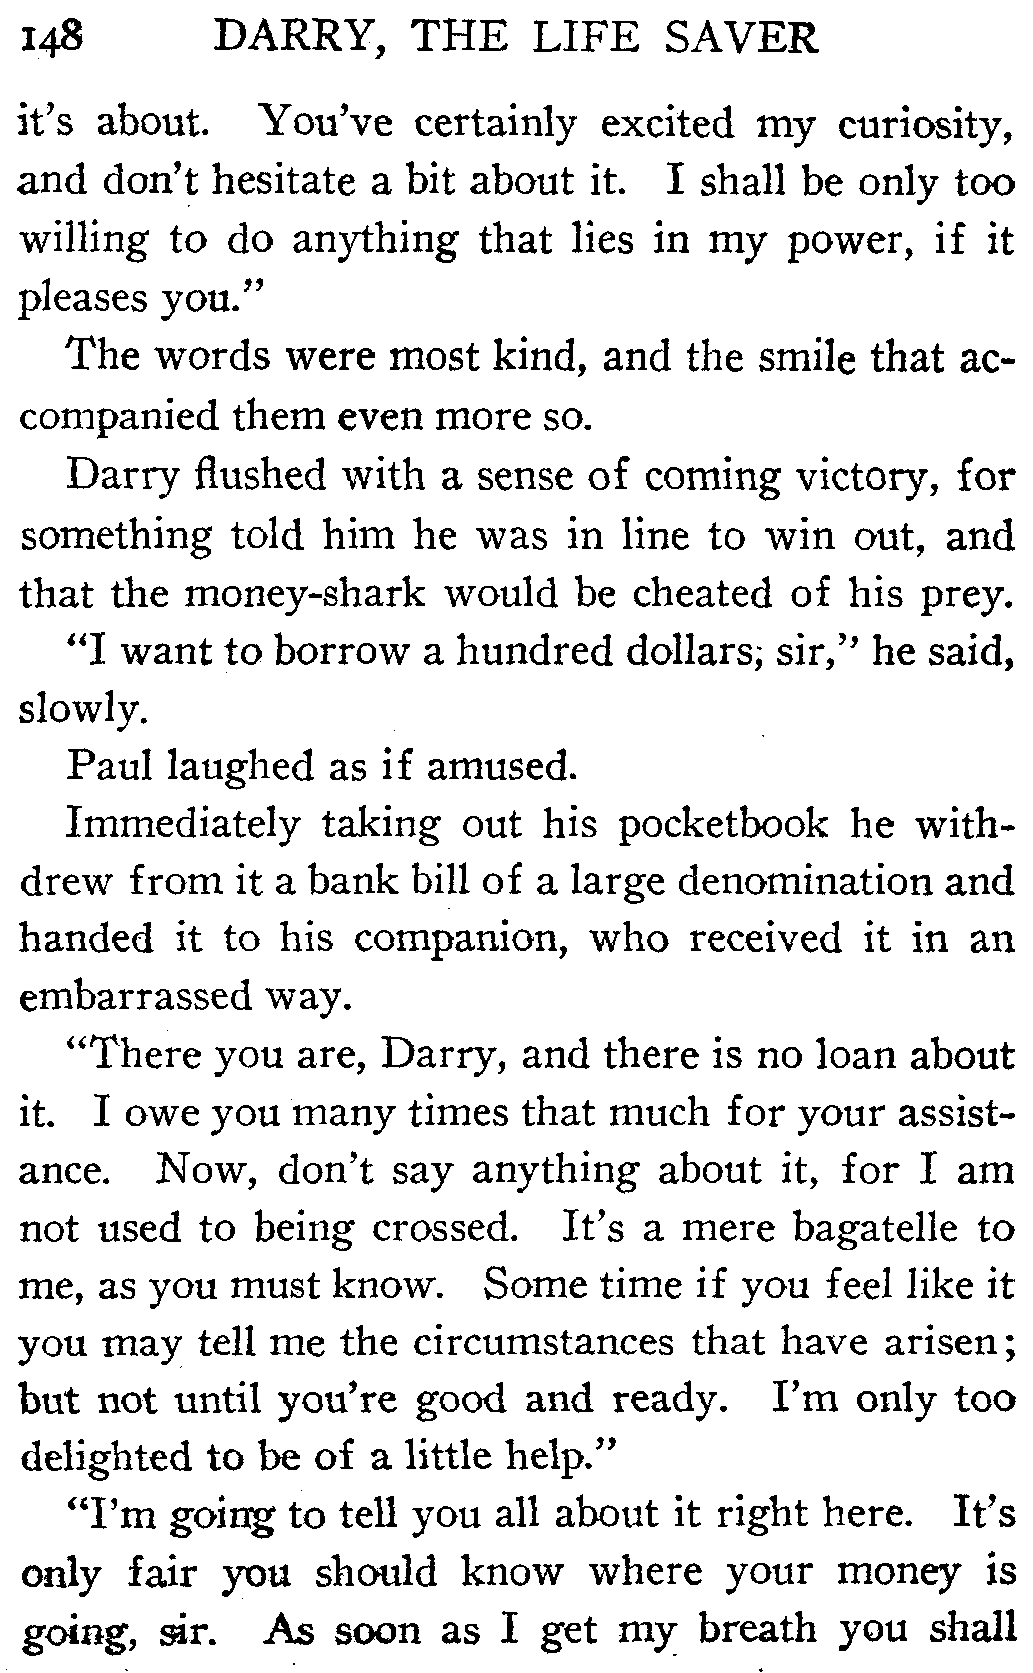 148 DARRY, THE LIFE SAVER
it's about. You've certainly excited my curiosity,
and don't hesitate a bit about it. I shall be only too
willing to do anything that lies in my power, if it
pleases you."
The words were most kind, and the smile that ac-
companied them even more so.
Darry flushed with a sense of coming victory, for
something told him he was in line to win out, and
that the money-shark would be cheated of his prey.
"I want to borrow a hundred dollars; sir," he said,
slowly.
Paul laughed as if amused.
Immediately taking out his pocketbook he with-
drew from it a bank bill of a large denomination and
handed it to his companion, who received it in an
embarrassed way.
"There you are, Darry, and there is no loan about
it. I owe you many times that much for your assist-
ance. Now, don't say anything about it, for I am
not used to being crossed. It's a mere bagatelle to
me, as you must know. Some time if you feel like it
you may tell me the circumstances that have arisen;
but not until you're good and ready. I'm only too
delighted to be of a little help."
"I'm going to tell you all about it right here. It's
only fair you should know where your money is
going, sir. As soon as I get my breath you shall